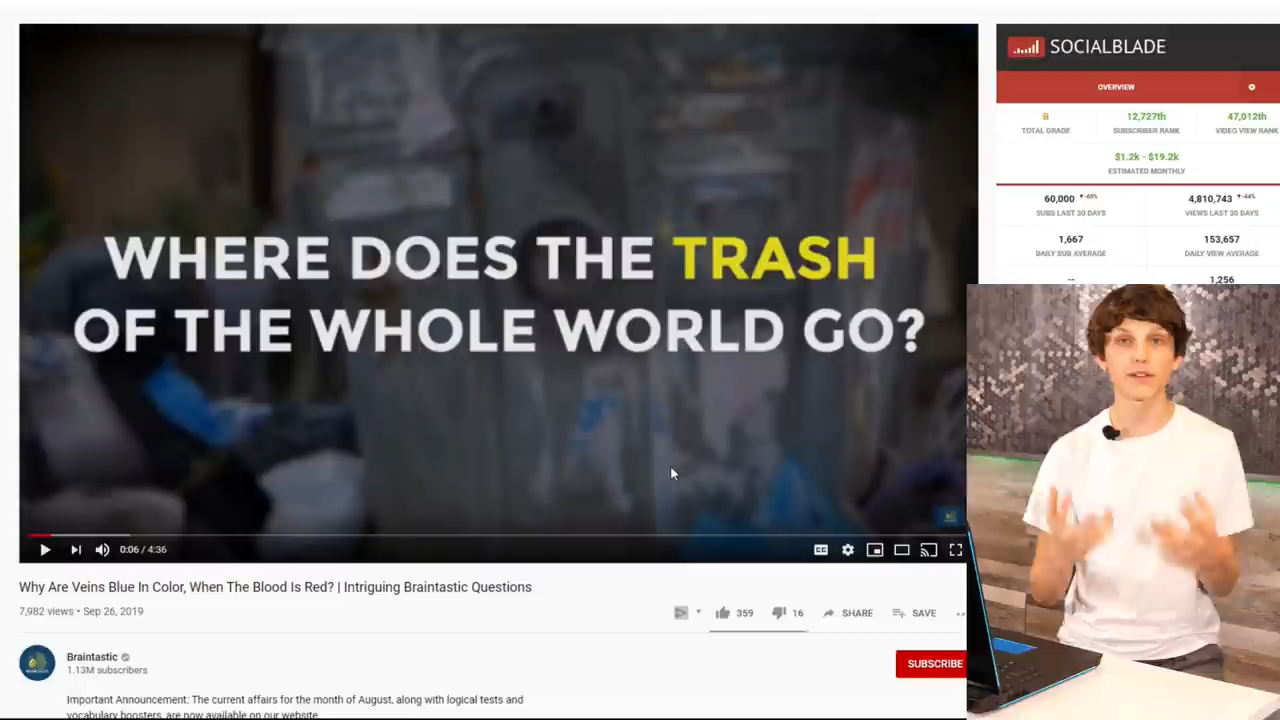 WHERE DOES THE TRASH
OF THE WHOLE WORLD GO?
0:06 / 4:36
CC
Why Are Veins Blue In Color, When The Blood Is Red? | Intriguing Braintastic Questions
7,982 views • Sep 26, 2019
359
16
SHARE
SAVE
Braintastic
1.13M subscribers
SUBSCRIBE
Important Announcement: The current affairs for the month of August, along with logical tests and
vocabulary boosters, are now available on our website.
SOCIALBLADE
OVERVIEW
B
12,727th
47,012th
TOTAL GRADE
SUBSCRIBER RANK
VIDEO VIEW RANK
$1.2k - $19.2k
ESTIMATED MONTHLY
60,000
4,810,743
SUBS LAST 30 DAYS
VIEWS LAST 30 DAYS
1,667
153,657
DAILY SUB AVERAGE
DAILY VIEW AVERAGE
--
1,256